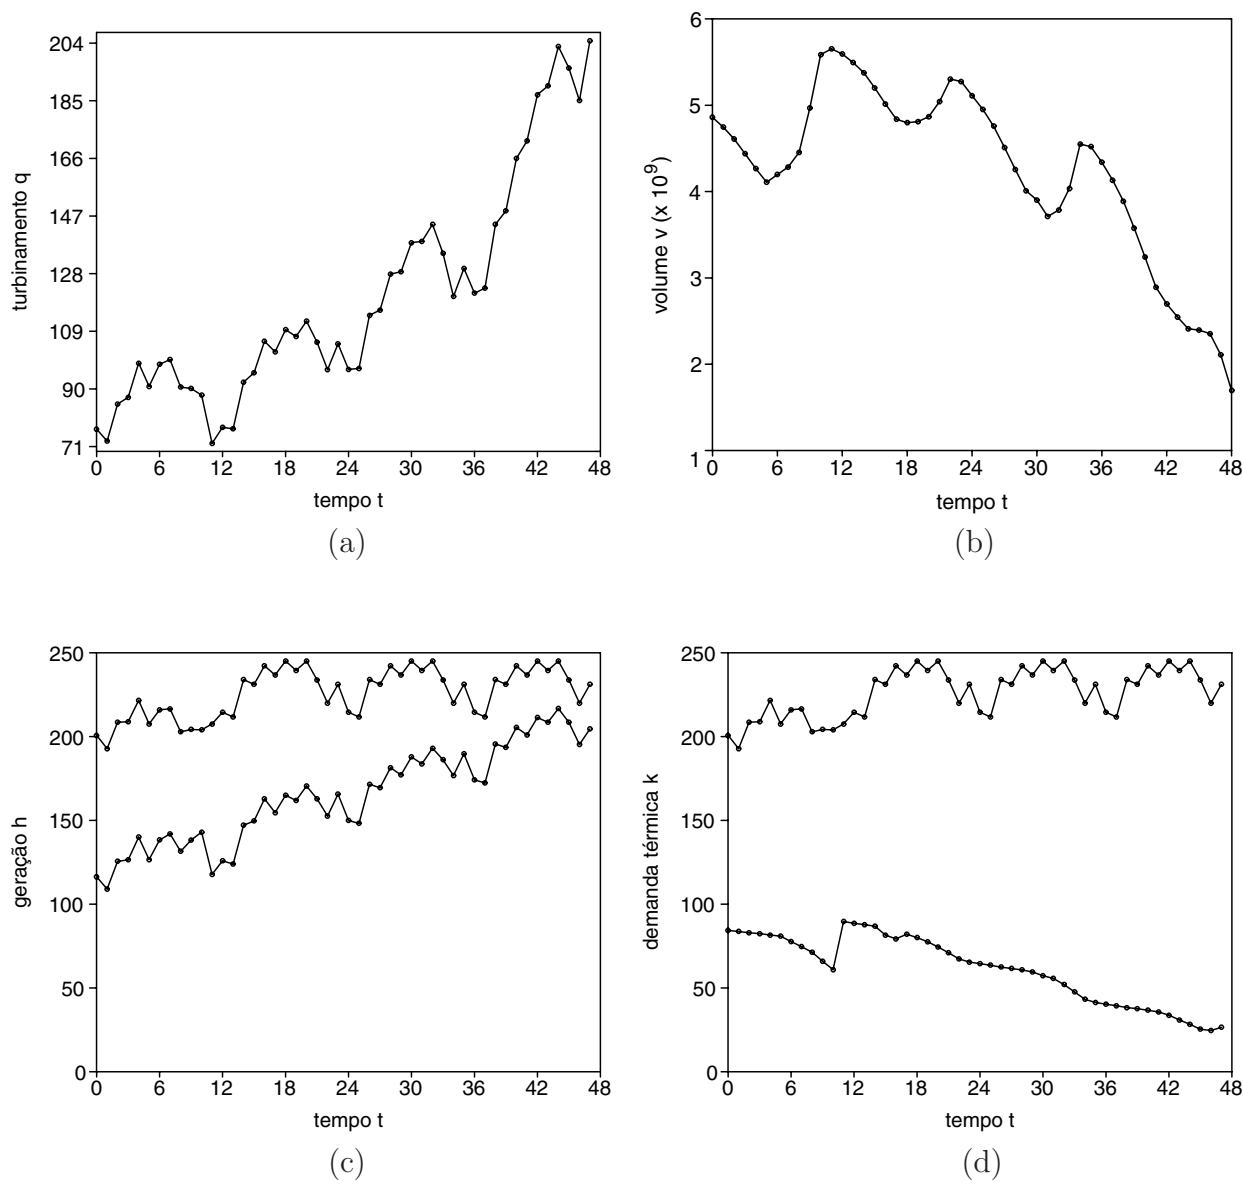 204
185
166
147
128
109
90
71
turbinamento q
0 6 12 18 24 30 36 42 48
tempo t
(a)
6
5
4
3
2
1
volume v (x 10⁹)
0 6 12 18 24 30 36 42 48
tempo t
(b)
250
200
150
100
50
0
geração h
0 6 12 18 24 30 36 42 48
tempo t
(c)
250
200
150
100
50
0
demanda térmica k
0 6 12 18 24 30 36 42 48
tempo t
(d)